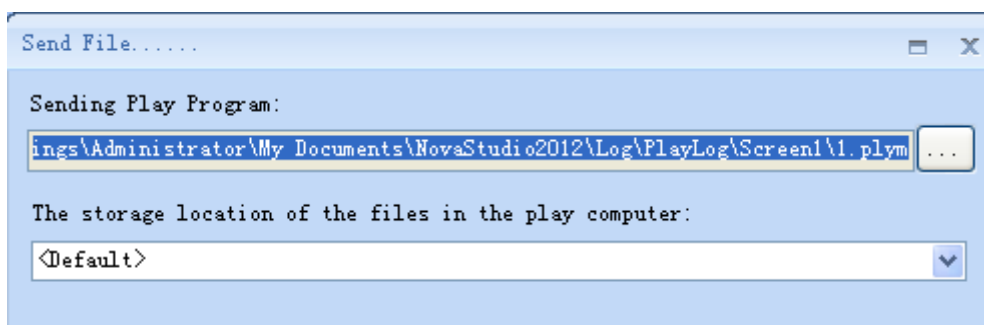 Send File......
Sending Play Program:
ings\Administrator\My Documents\NovaStudio2012\Log\PlayLog\Screen1\1.plym
...
The storage location of the files in the play computer:
<Default>